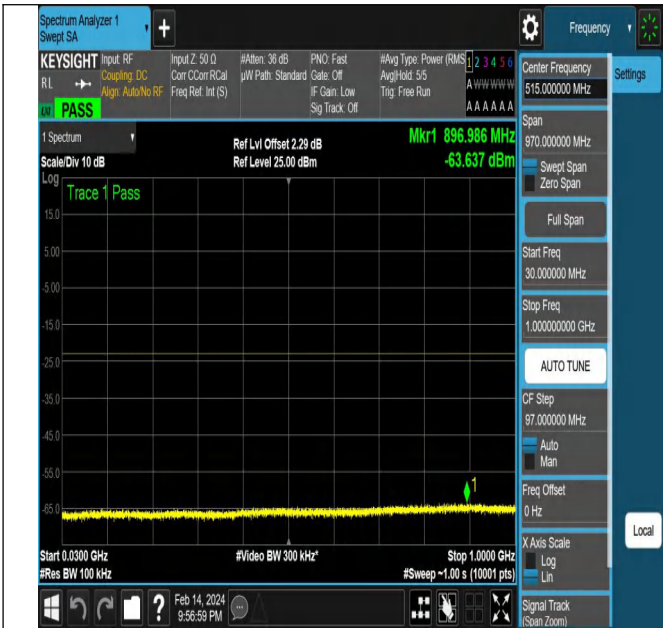 Spectrum Analyzer 1
Swept SA
+
Frequency
KEYSIGHT
RL
PASS
Input: RF
Coupling: DC
Align: Auto/No RF
Input Z: 50 Ω
Corr CCorr RCal
Freq Ref: Int (S)
#Atten: 36 dB
µW Path: Standard
PNO: Fast
Gate: Off
IF Gain: Low
Sig Track: Off
#Avg Type: Power (RMS
Avg|Hold: 5/5
Trig: Free Run
1 2 3 4 5 6
A W W W W W
A A A A A A
1 Spectrum
Scale/Div 10 dB
Ref Lvl Offset 2.29 dB
Ref Level 25.00 dBm
Mkr1 896.986 MHz
-63.637 dBm
Log
Trace 1 Pass
15.0
5.00
-5.00
-15.0
-25.0
-35.0
-45.0
-55.0
-65.0
1
Start 0.0300 GHz
#Res BW 100 kHz
#Video BW 300 kHz*
Stop 1.0000 GHz
#Sweep ~1.00 s (10001 pts)
Center Frequency
515.000000 MHz
Span
970.000000 MHz
Swept Span
Zero Span
Full Span
Start Freq
30.000000 MHz
Stop Freq
1.000000000 GHz
AUTO TUNE
CF Step
97.000000 MHz
Auto
Man
Freq Offset
0 Hz
X Axis Scale
Log
Lin
Signal Track
(Span Zoom)
Settings
Local
?
Feb 14, 2024
9:56:59 PM